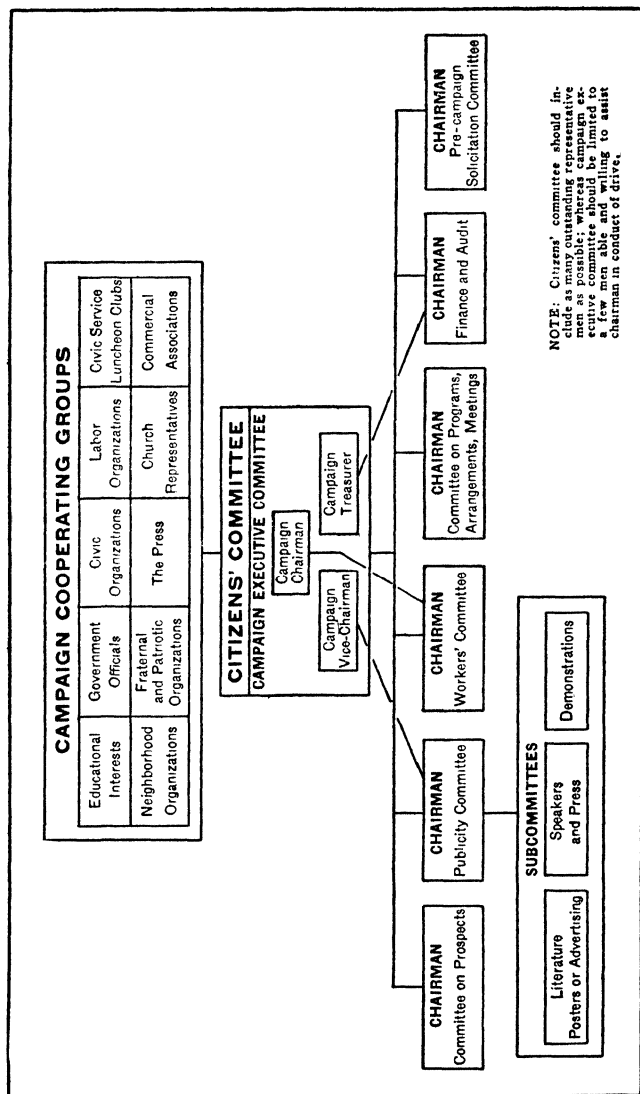 CAMPAIGN COOPERATING GROUPS
Educational
Interests
Government
Officials
Civic
Organizations
Labor
Organizations
Civic Service
Luncheon Clubs
Neighborhood
Organizations
Fraternal
and Patriotic
Organizations
The Press
Church
Representatives
Commercial
Associations
CITIZENS' COMMITTEE
CAMPAIGN EXECUTIVE COMMITTEE
Campaign
Chairman
Campaign
Vice-Chairman
Campaign
Treasurer
CHAIRMAN
Committee on Prospects
CHAIRMAN
Publicity Committee
CHAIRMAN
Workers' Committee
CHAIRMAN
Committee on Programs,
Arrangements, Meetings
CHAIRMAN
Finance and Audit
CHAIRMAN
Pre-campaign
Solicitation Committee
SUBCOMMITTEES
Literature
Posters or Advertising
Speakers
and Press
Demonstrations
NOTE: Citizens' committee should in-
clude as many outstanding representative
men as possible; whereas campaign ex-
ecutive committee should be limited to
a few men able and willing to assist
chairman in conduct of drive.